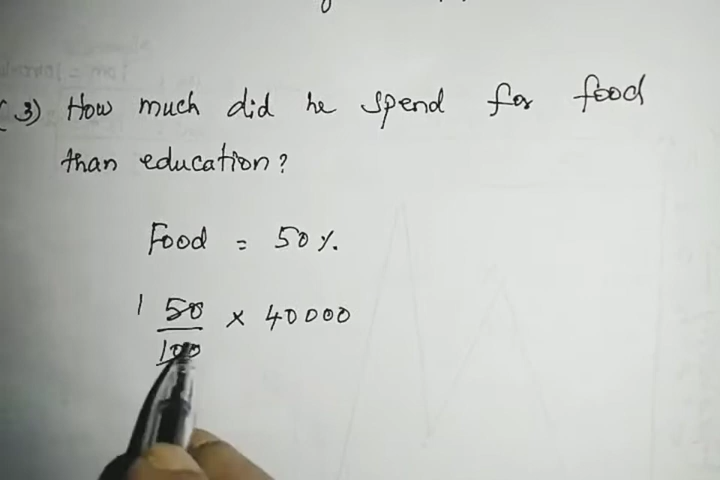 (3) How much did he spend for food
than education?
Food = 50%.
1 50/100 × 40000